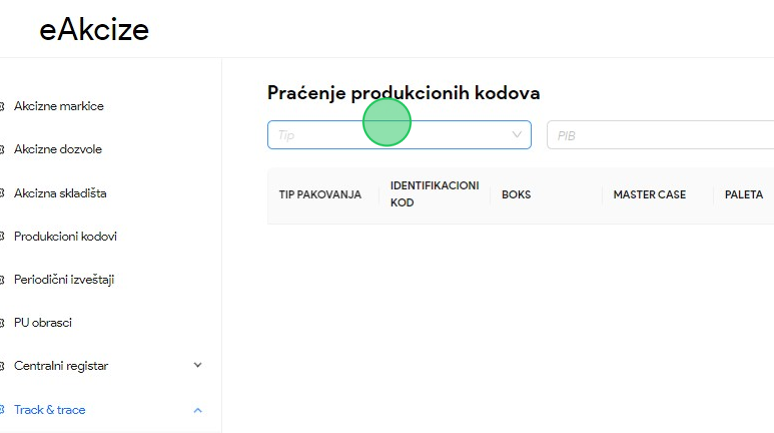 eAkcize
Akcizne markice
Akcizne dozvole
Akcizna skladišta
Produkcioni kodovi
Periodični izveštaji
PU obrasci
Centralni registar
Track & trace
Praćenje produkcionih kodova
Tip
PIB
TIP PAKOVANJA
IDENTIFIKACIONI
KOD
BOKS
MASTER CASE
PALETA